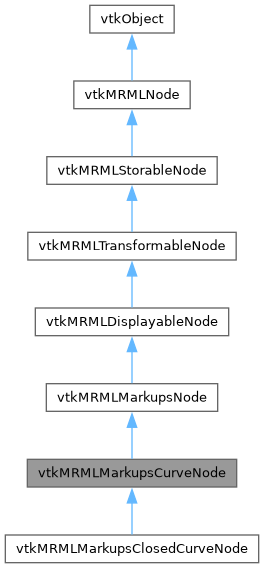 vtkObject
vtkMRMLNode
vtkMRMLStorableNode
vtkMRMLTransformableNode
vtkMRMLDisplayableNode
vtkMRMLMarkupsNode
vtkMRMLMarkupsCurveNode
vtkMRMLMarkupsClosedCurveNode